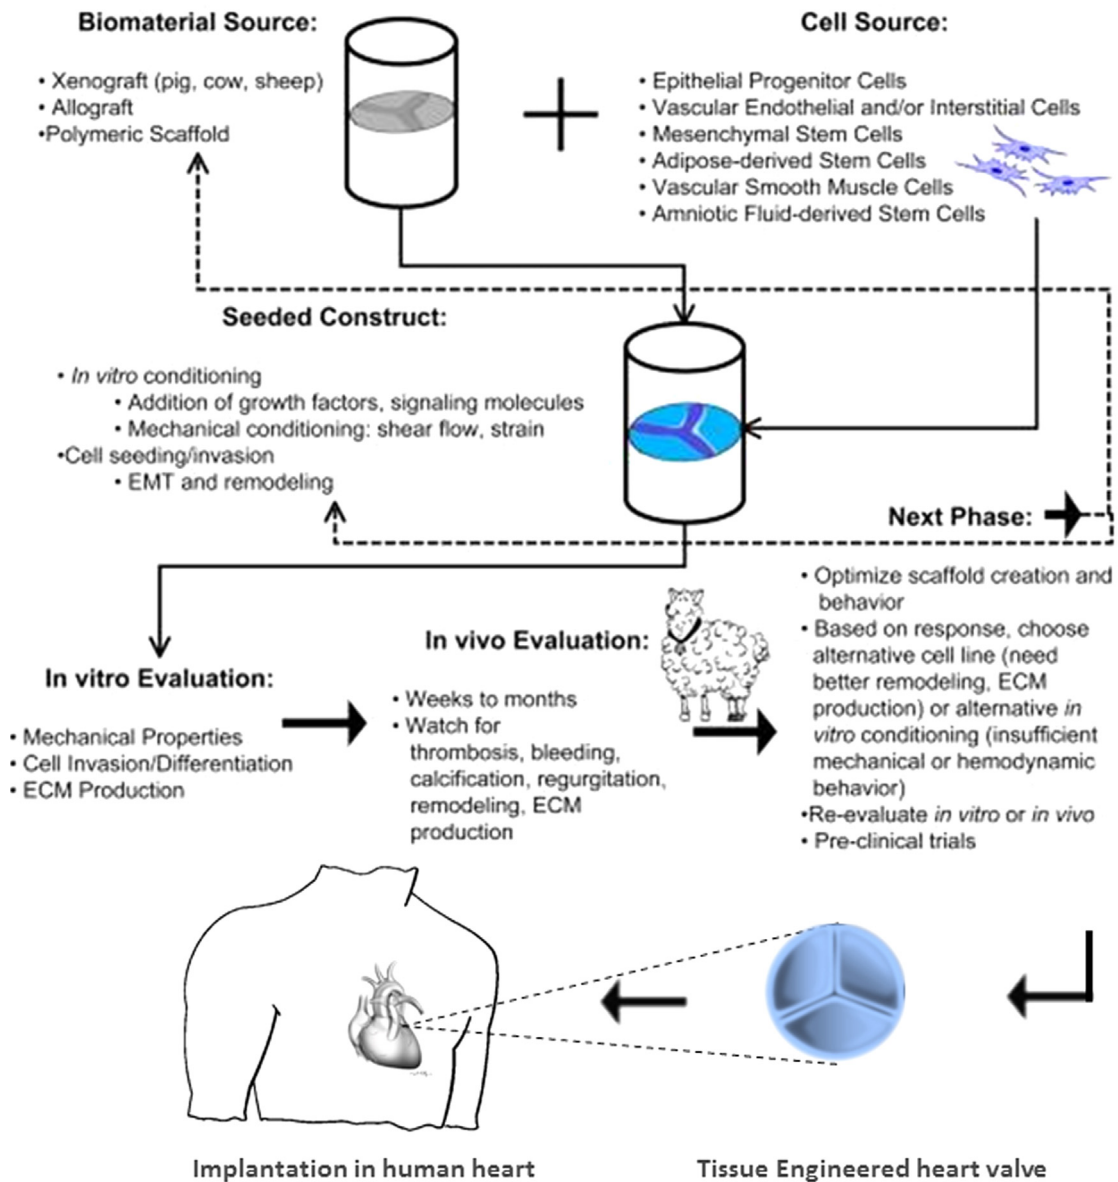 Biomaterial Source:
• Xenograft (pig, cow, sheep)
• Allograft
•Polymeric Scaffold
Cell Source:
• Epithelial Progenitor Cells
• Vascular Endothelial and/or Interstitial Cells
• Mesenchymal Stem Cells
• Adipose-derived Stem Cells
• Vascular Smooth Muscle Cells
• Amniotic Fluid-derived Stem Cells
Seeded Construct:
• In vitro conditioning
• Addition of growth factors, signaling molecules
• Mechanical conditioning: shear flow, strain
•Cell seeding/invasion
• EMT and remodeling
In vitro Evaluation:
• Mechanical Properties
• Cell Invasion/Differentiation
• ECM Production
In vivo Evaluation:
• Weeks to months
• Watch for
thrombosis, bleeding,
calcification, regurgitation,
remodeling, ECM
production
Next Phase:
• Optimize scaffold creation and
behavior
• Based on response, choose
alternative cell line (need
better remodeling, ECM
production) or alternative in
vitro conditioning (insufficient
mechanical or hemodynamic
behavior)
•Re-evaluate in vitro or in vivo
• Pre-clinical trials
Implantation in human heart
Tissue Engineered heart valve